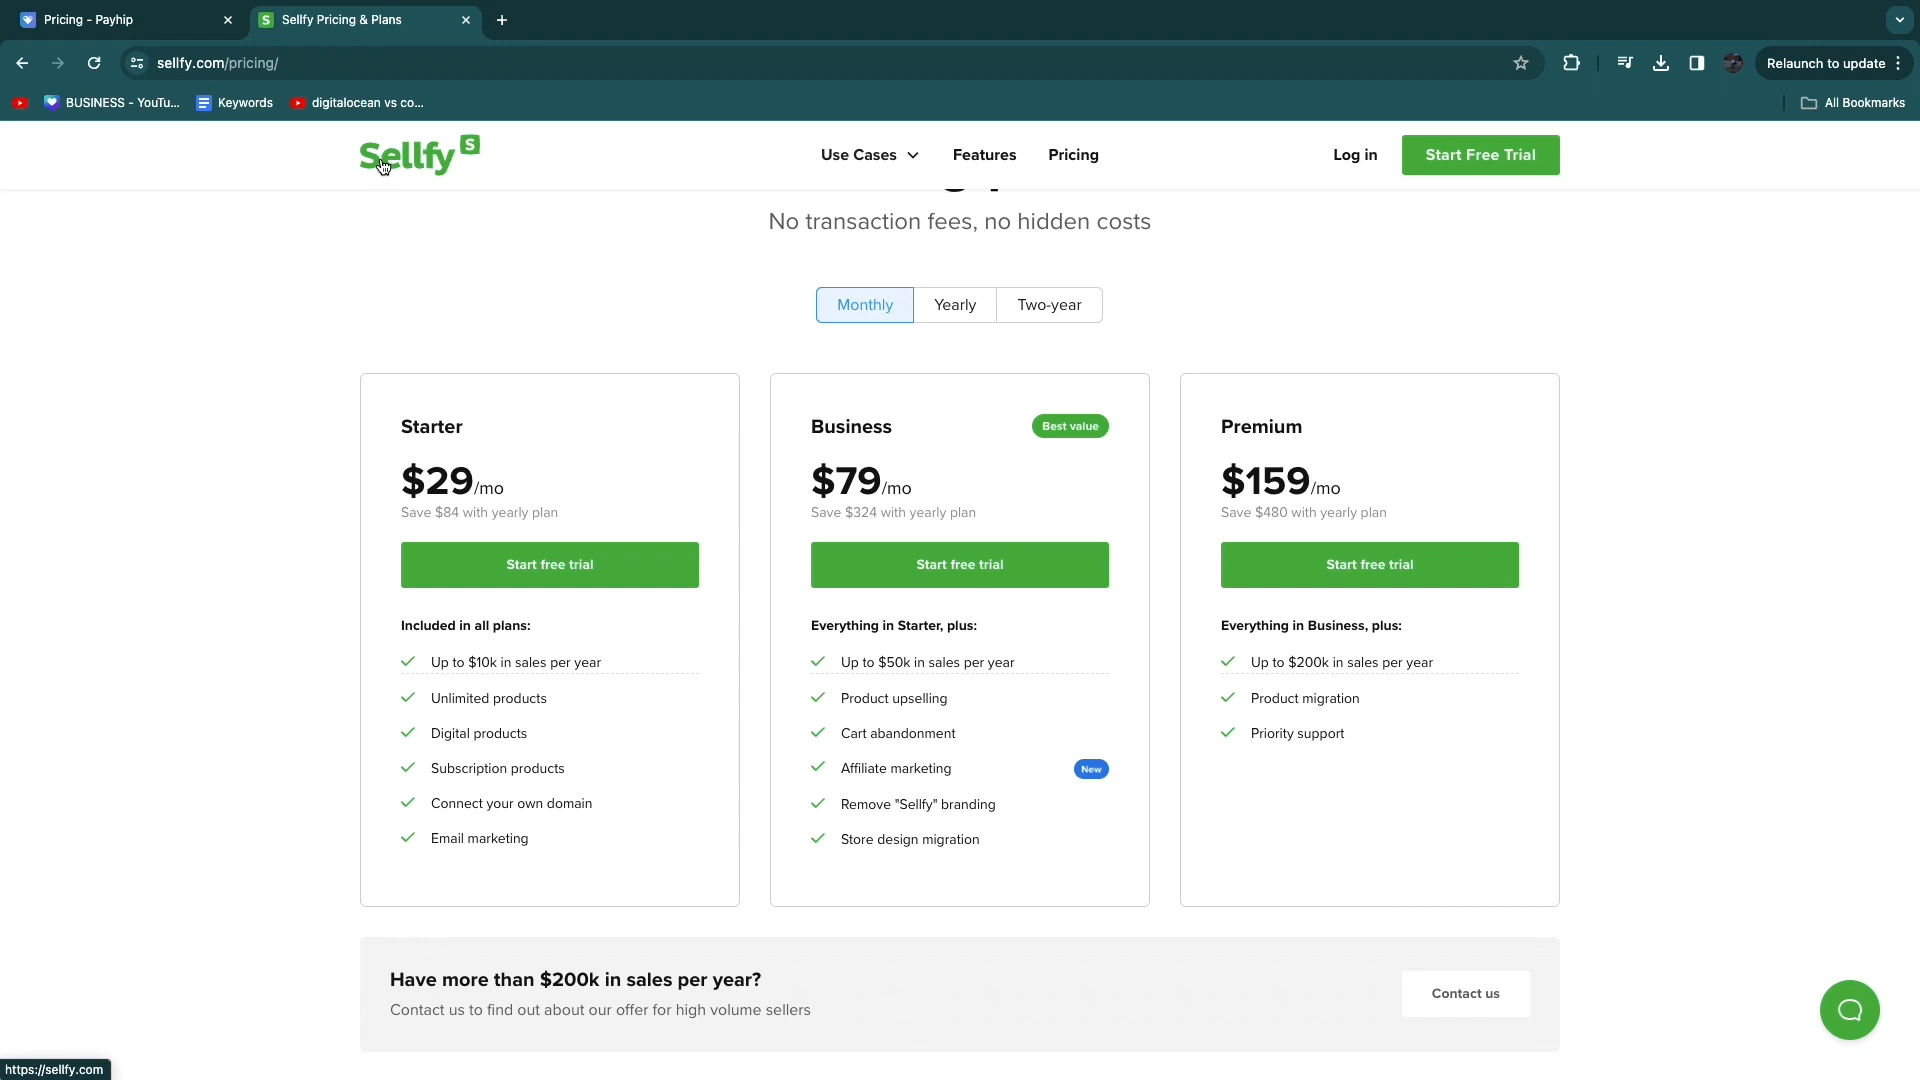 Pricing - Payhip
Sellfy Pricing & Plans
sellfy.com/pricing/
Relaunch to update
BUSINESS - YouTu...
Keywords
digitalocean vs co...
All Bookmarks
Sellfy S
Use Cases
Features
Pricing
Log in
Start Free Trial
No transaction fees, no hidden costs
Monthly
Yearly
Two-year
Starter
$29/mo
Save $84 with yearly plan
Start free trial
Included in all plans:
Up to $10k in sales per year
Unlimited products
Digital products
Subscription products
Connect your own domain
Email marketing
Business
Best value
$79/mo
Save $324 with yearly plan
Start free trial
Everything in Starter, plus:
Up to $50k in sales per year
Product upselling
Cart abandonment
Affiliate marketing
New
Remove "Sellfy" branding
Store design migration
Premium
$159/mo
Save $480 with yearly plan
Start free trial
Everything in Business, plus:
Up to $200k in sales per year
Product migration
Priority support
Have more than $200k in sales per year?
Contact us to find out about our offer for high volume sellers
Contact us
https://sellfy.com